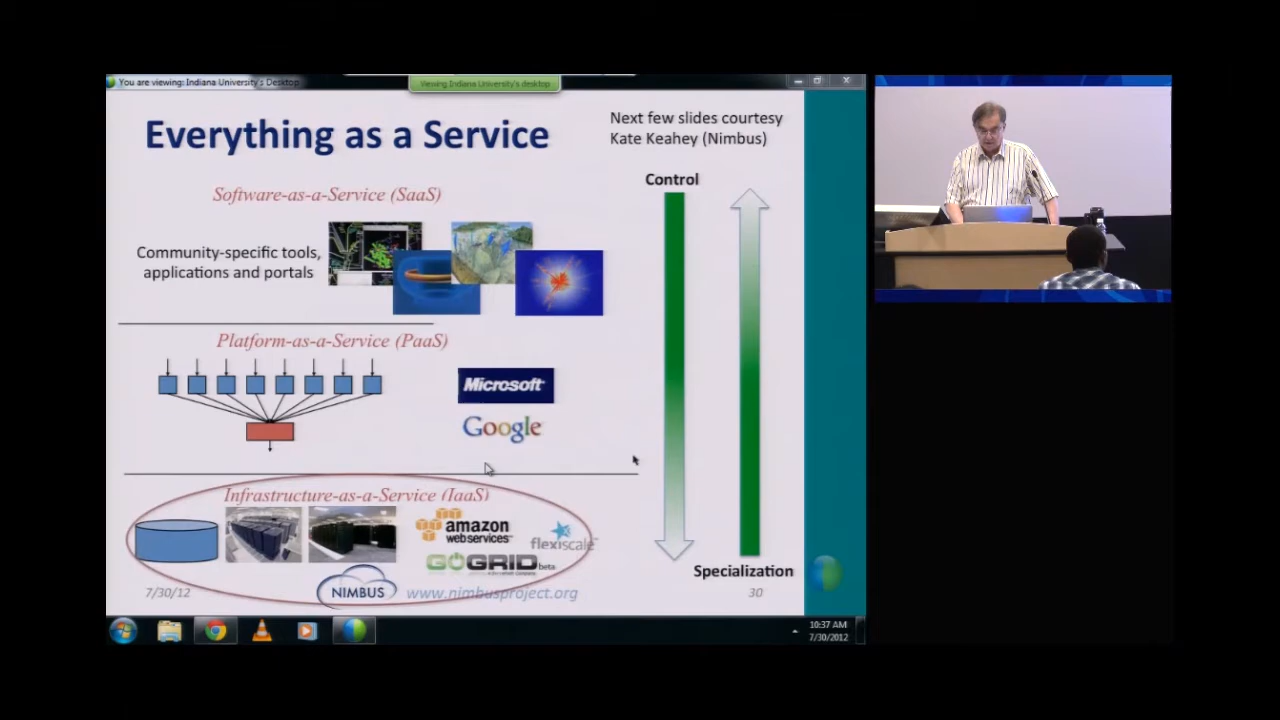 You are viewing: Indiana University's Desktop
Viewing Indiana University's desktop
Everything as a Service
Next few slides courtesy
Kate Keahey (Nimbus)
Control
Software-as-a-Service (SaaS)
Community-specific tools,
applications and portals
Platform-as-a-Service (PaaS)
Microsoft
Google
Infrastructure-as-a-Service (IaaS)
amazon
webservices
flexiscale
GOGRID
beta
Specialization
7/30/12
NIMBUS
www.nimbusproject.org
30
10:37 AM
7/30/2012